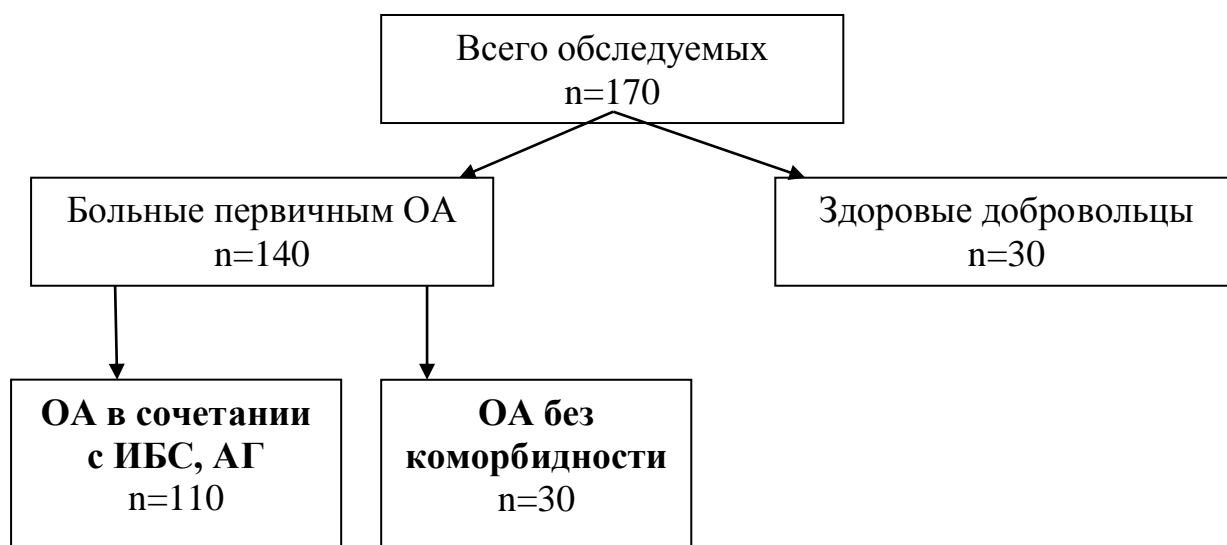 Всего обследуемых
n=170
Больные первичным ОА
n=140
Здоровые добровольцы
n=30
ОА в сочетании
с ИБС, АГ
n=110
ОА без
коморбидности
n=30